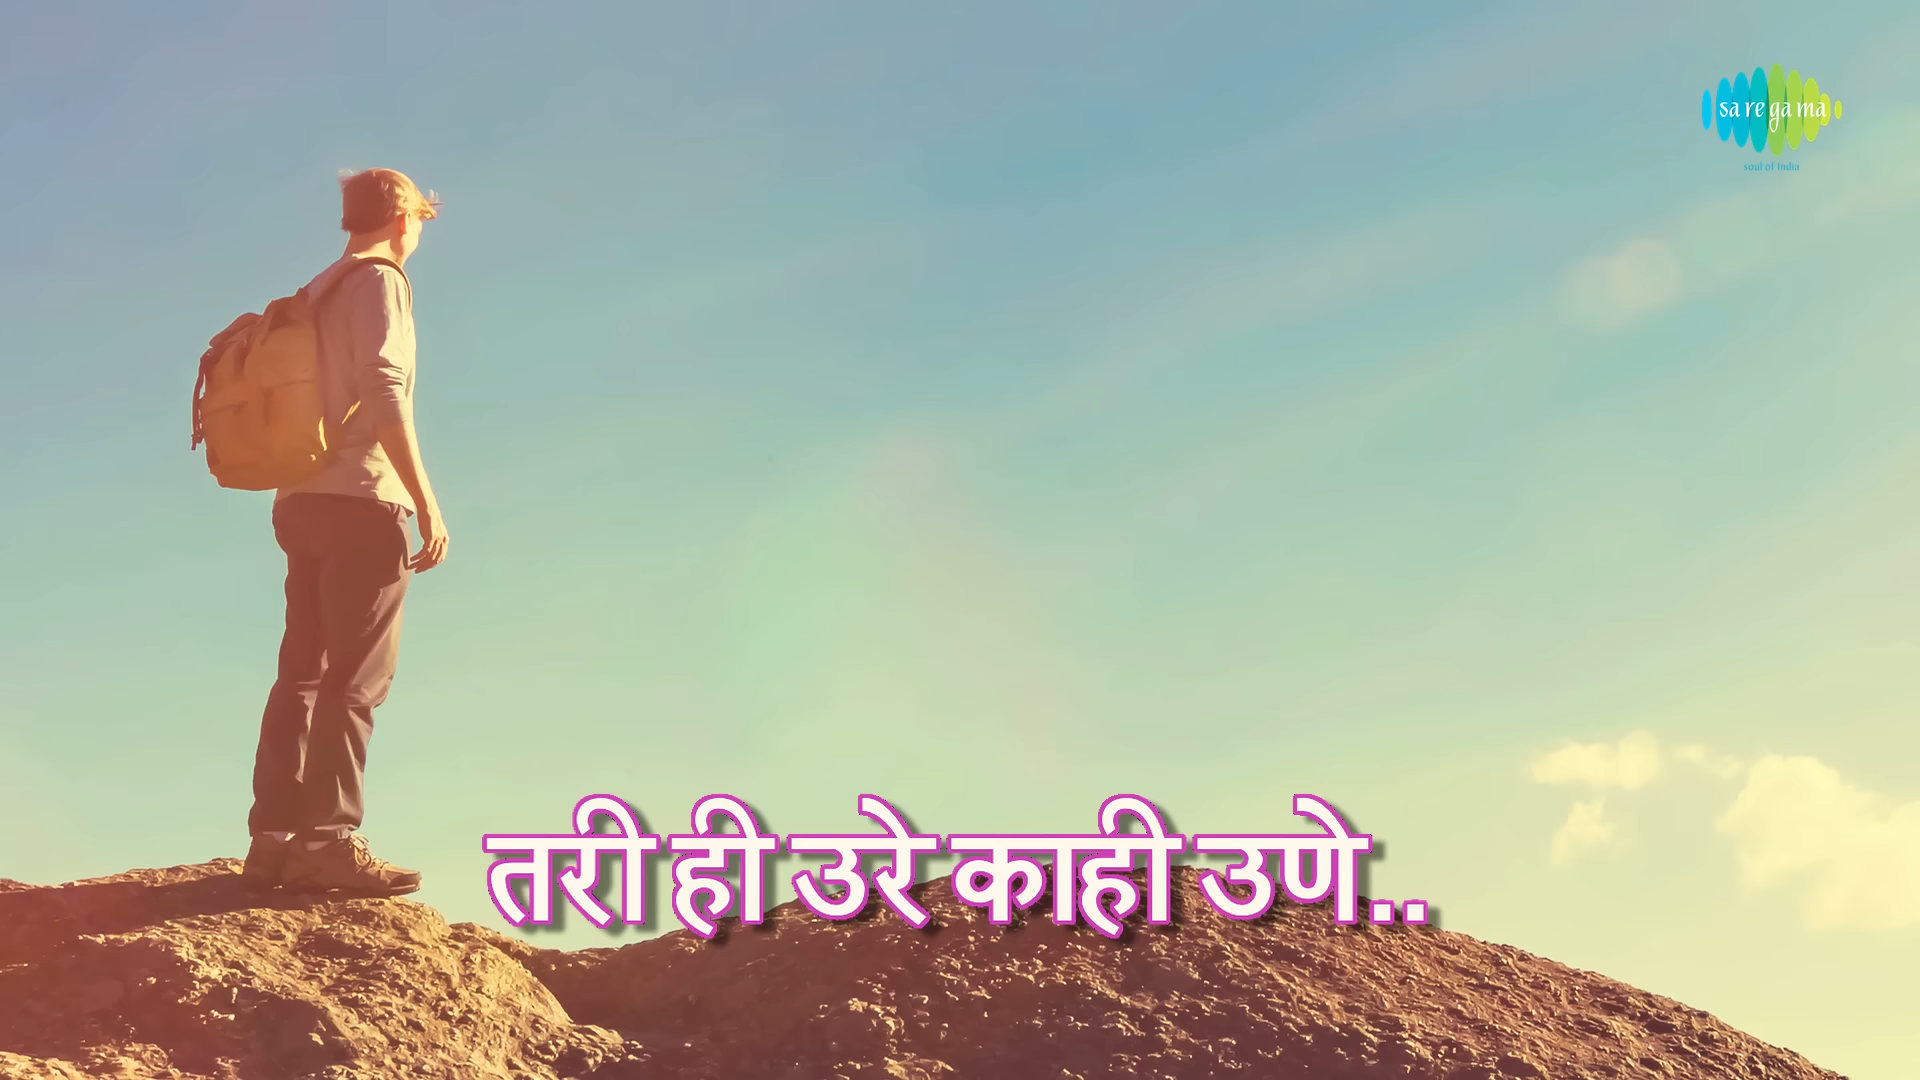 sa re ga ma
soul of India
तरी ही उरे काही उणे..